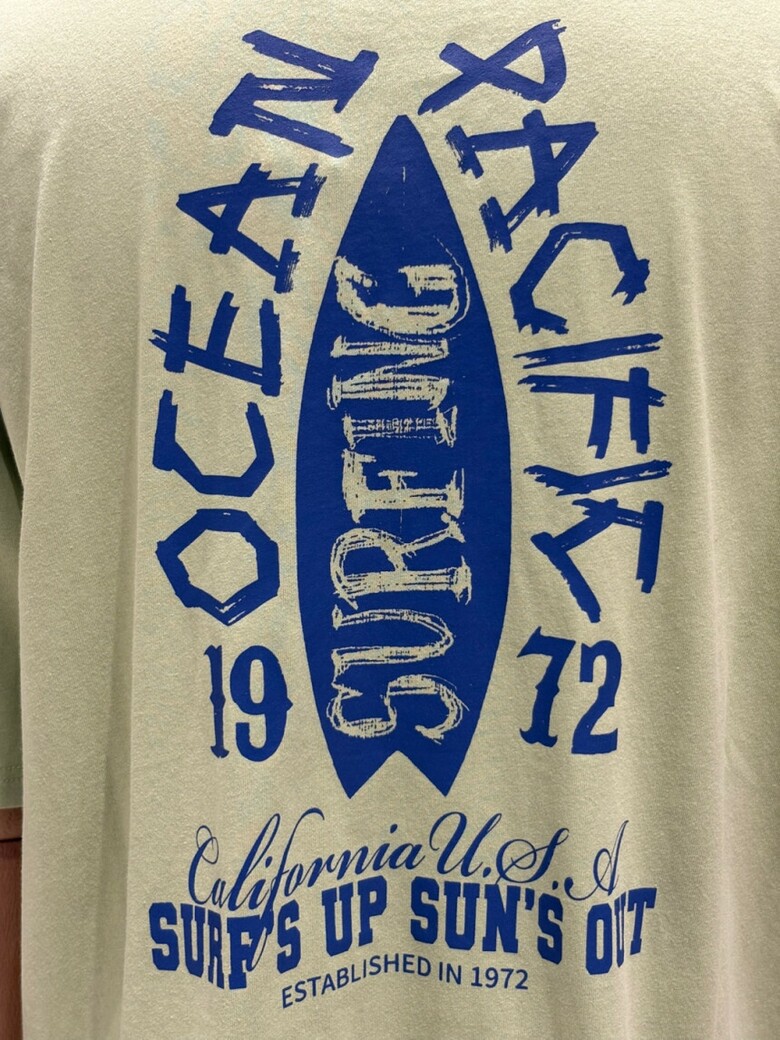 OCEAN PACIFIC
SURFING
19 72
California U.S.A
SURF'S UP SUN'S OUT
ESTABLISHED IN 1972